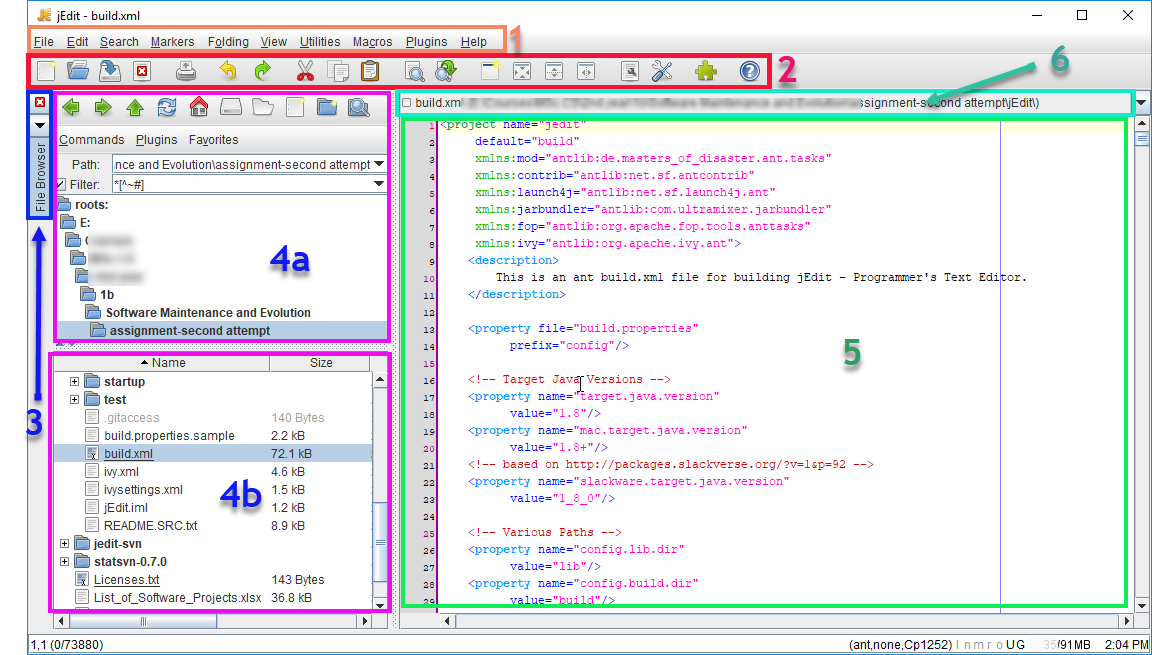 jEdit - build.xml
File Edit Search Markers Folding View Utilities Macros Plugins Help
1
2
6
File Browser
Commands Plugins Favorites
Path: nce and Evolution\assignment-second attempt
Filter: *[^~#]
roots:
E:
1b
Software Maintenance and Evolution
assignment-second attempt
4a
3
Name Size
startup
test
.gitaccess 140 Bytes
build.properties.sample 2.2 kB
build.xml 72.1 kB
ivy.xml 4.6 kB
ivysettings.xml 1.5 kB
jEdit.iml 1.2 kB
README.SRC.txt 8.9 kB
jedit-svn
statsvn-0.7.0
Licenses.txt 143 Bytes
List_of_Software_Projects.xlsx 36.8 kB
4b
build.xml (E:\Courses\MSc CS\2nd year\1b\Software Maintenance and Evolution\assignment-second attempt\jEdit\)
1 <project name="jedit"
2 default="build"
3 xmlns:mod="antlib:de.masters_of_disaster.ant.tasks"
4 xmlns:contrib="antlib:net.sf.antcontrib"
5 xmlns:launch4j="antlib:net.sf.launch4j.ant"
6 xmlns:jarbundler="antlib:com.ultramixer.jarbundler"
7 xmlns:fop="antlib:org.apache.fop.tools.anttasks"
8 xmlns:ivy="antlib:org.apache.ivy.ant">
9 <description>
10 This is an ant build.xml file for building jEdit - Programmer's Text Editor.
11 </description>
12
13 <property file="build.properties"
14 prefix="config"/>
15
16 <!-- Target Java Versions -->
17 <property name="target.java.version"
18 value="1.8"/>
19 <property name="mac.target.java.version"
20 value="1.8+"/>
21 <!-- based on http://packages.slackverse.org/?v=1&p=92 -->
22 <property name="slackware.target.java.version"
23 value="1_8_0"/>
24
25 <!-- Various Paths -->
26 <property name="config.lib.dir"
27 value="lib"/>
28 <property name="config.build.dir"
29 value="build"/>
5
1,1 (0/73880)
(ant,none,Cp1252) l n m r o UG 35/91MB 2:04 PM